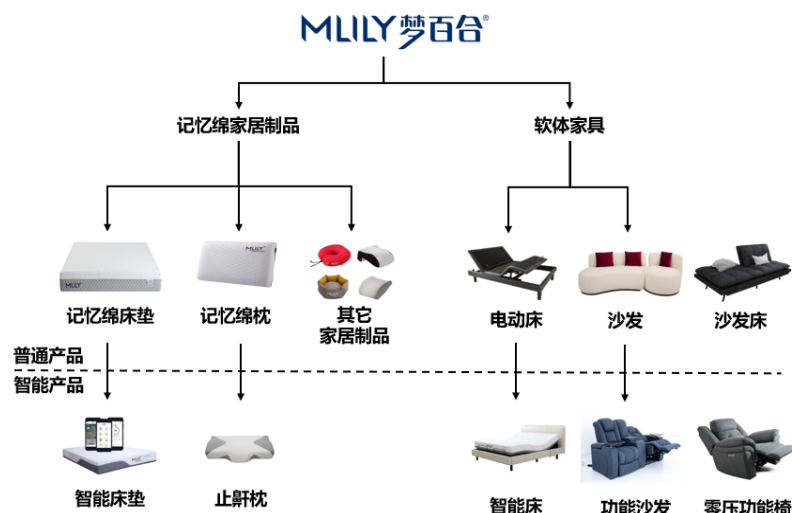 MLILY梦百合®
记忆绵家居制品
软体家具
MLILY
MLILY
记忆绵床垫
记忆绵枕
其它
家居制品
电动床
沙发
沙发床
普通产品
智能产品
MLILY
智能床垫
止鼾枕
智能床
功能沙发
零压功能椅